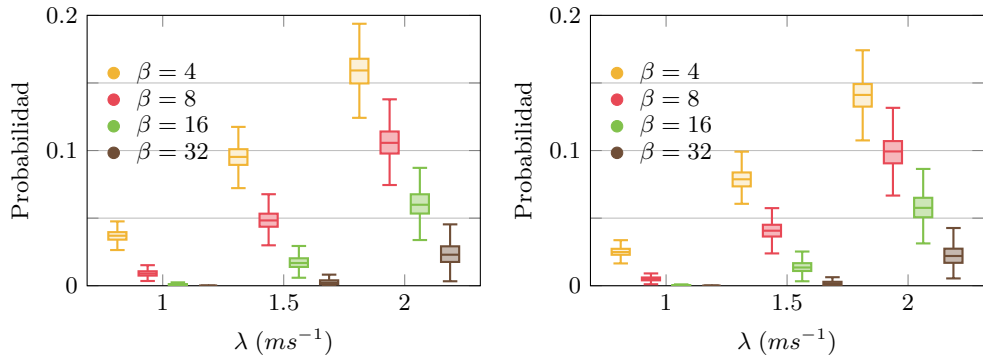 0.2
0.1
0
Probabilidad
β = 4
β = 8
β = 16
β = 32
1 1.5 2
λ (ms⁻¹)
0.2
0.1
0
Probabilidad
β = 4
β = 8
β = 16
β = 32
1 1.5 2
λ (ms⁻¹)